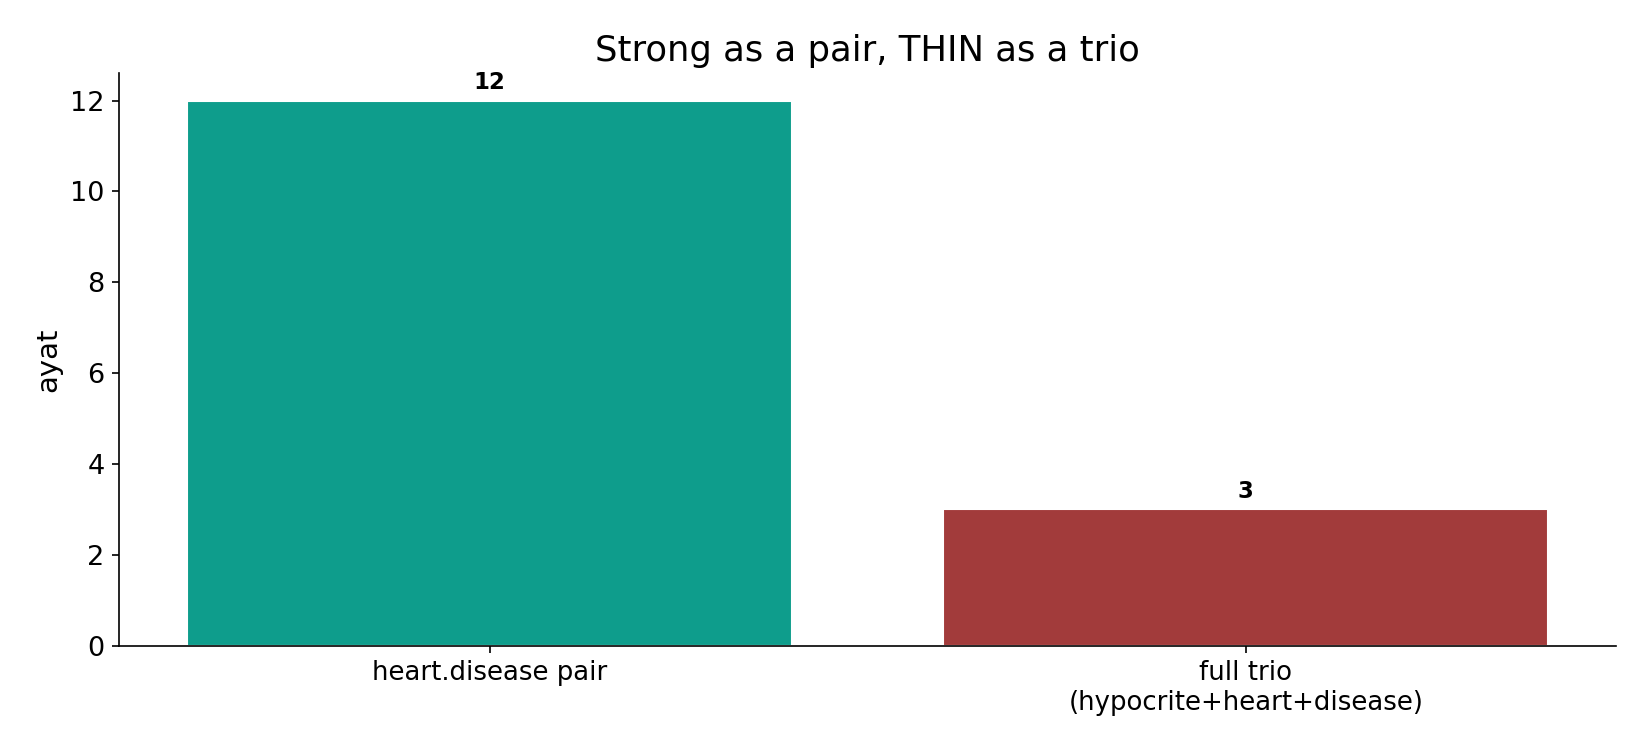 Strong as a pair, THIN as a trio
12
3
ayat
12
10
8
6
4
2
0
heart.disease pair
full trio
(hypocrite+heart+disease)